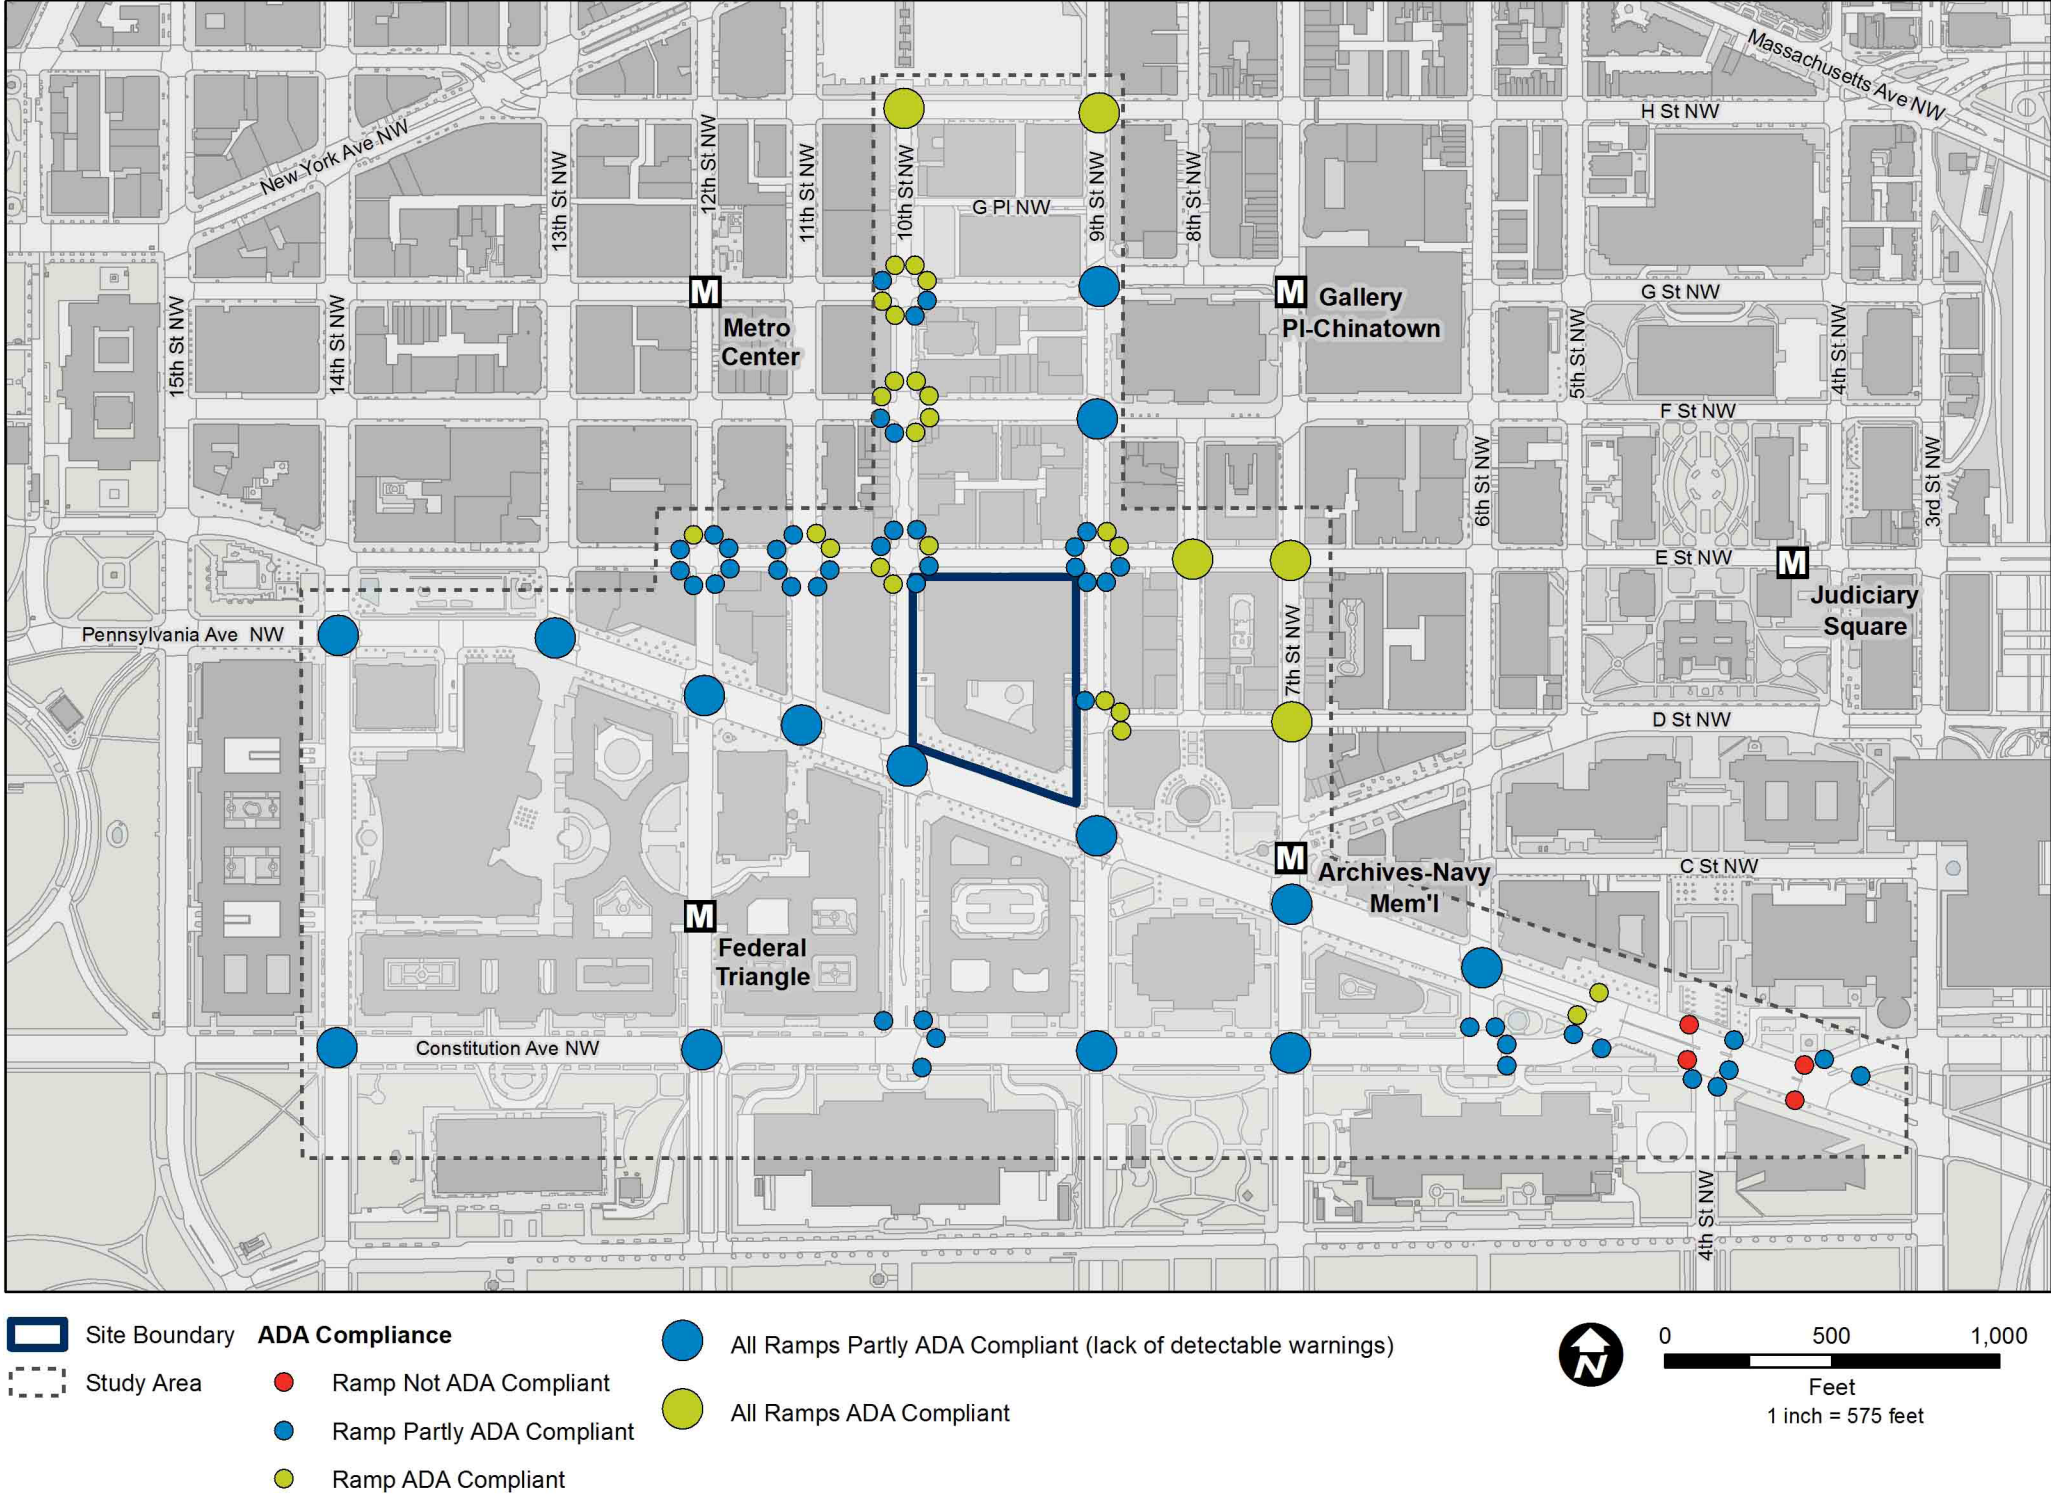 Massachusetts Ave NW
H St NW
New York Ave NW
13th St NW
12th St NW
11th St NW
10th St NW
9th St NW
8th St NW
G Pl NW
M
Metro
Center
M
Gallery
Pl-Chinatown
G St NW
15th St NW
14th St NW
5th St NW
4th St NW
F St NW
6th St NW
3rd St NW
E St NW
M
Judiciary
Square
Pennsylvania Ave NW
7th St NW
D St NW
M
Archives-Navy
Mem'l
C St NW
M
Federal
Triangle
Constitution Ave NW
4th St NW
Site Boundary
Study Area
ADA Compliance
Ramp Not ADA Compliant
Ramp Partly ADA Compliant
Ramp ADA Compliant
All Ramps Partly ADA Compliant (lack of detectable warnings)
All Ramps ADA Compliant
N
0 500 1,000
Feet
1 inch = 575 feet